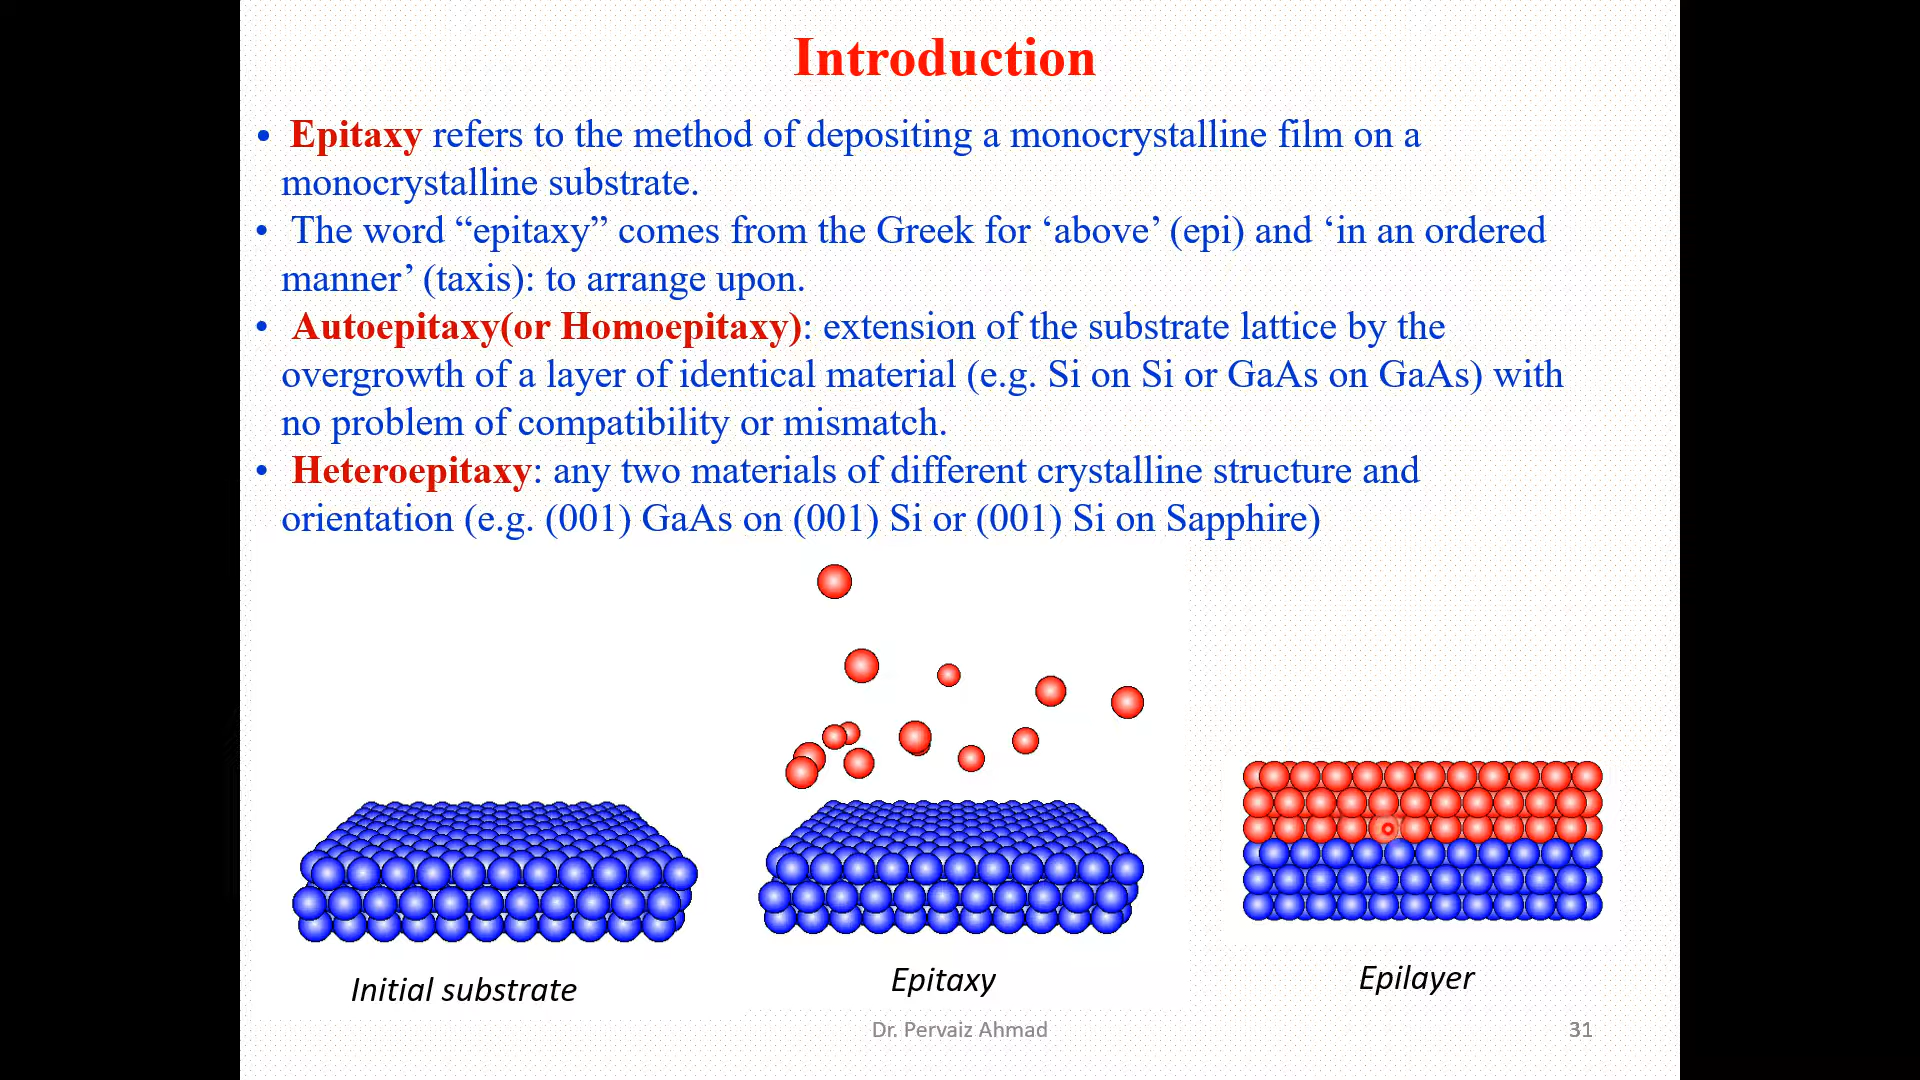 Introduction
• Epitaxy refers to the method of depositing a monocrystalline film on a
monocrystalline substrate.
• The word “epitaxy” comes from the Greek for ‘above’ (epi) and ‘in an ordered
manner’ (taxis): to arrange upon.
• Autoepitaxy(or Homoepitaxy): extension of the substrate lattice by the
overgrowth of a layer of identical material (e.g. Si on Si or GaAs on GaAs) with
no problem of compatibility or mismatch.
• Heteroepitaxy: any two materials of different crystalline structure and
orientation (e.g. (001) GaAs on (001) Si or (001) Si on Sapphire)
Initial substrate
Epitaxy
Epilayer
Dr. Pervaiz Ahmad
31